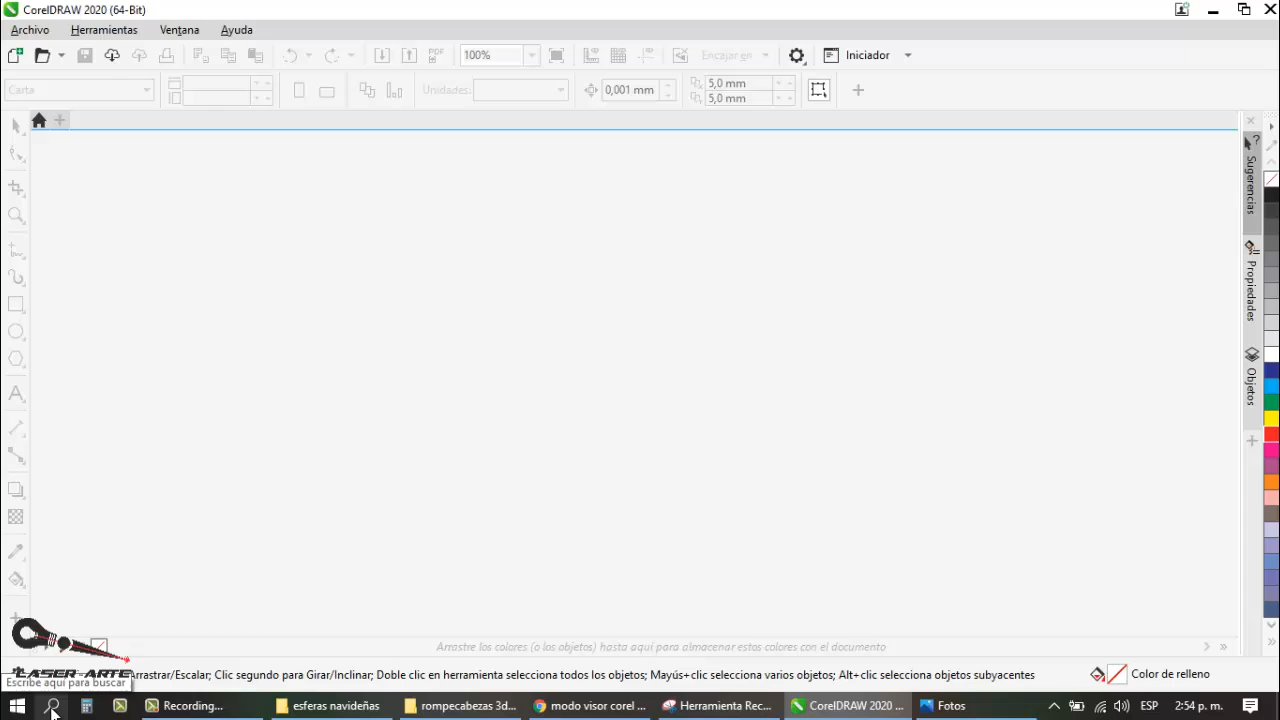 CorelDRAW 2020 (64-Bit)
Archivo Herramientas Ventana Ayuda
PDF 100% Encajar en Iniciador
Carta Unidades: 0,001 mm 5,0 mm
5,0 mm
Sugerencias
Propiedades
Objetos
Arrastre los colores (o los objetos) hasta aquí para almacenar estos colores con el documento
LASER-ARTE
Arrastrar/Escalar; Clic segundo para Girar/Inclinar; Doble clic en herramienta selecciona todos los objetos; Mayús+clic selecciona varios objetos; Alt+clic selecciona objetos subyacentes Color de relleno
Escribe aquí para buscar
Recording... esferas navideñas rompecabezas 3d... modo visor corel ... Herramienta Rec... CorelDRAW 2020 ... Fotos ESP 2:54 p. m.